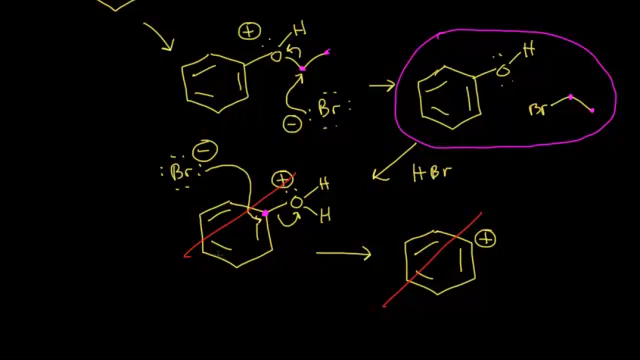 ⊕ H
:O:
:Br:
⊖
H
O
Br
:Br: ⊖
HBr
⊕ H
O
H
⊕